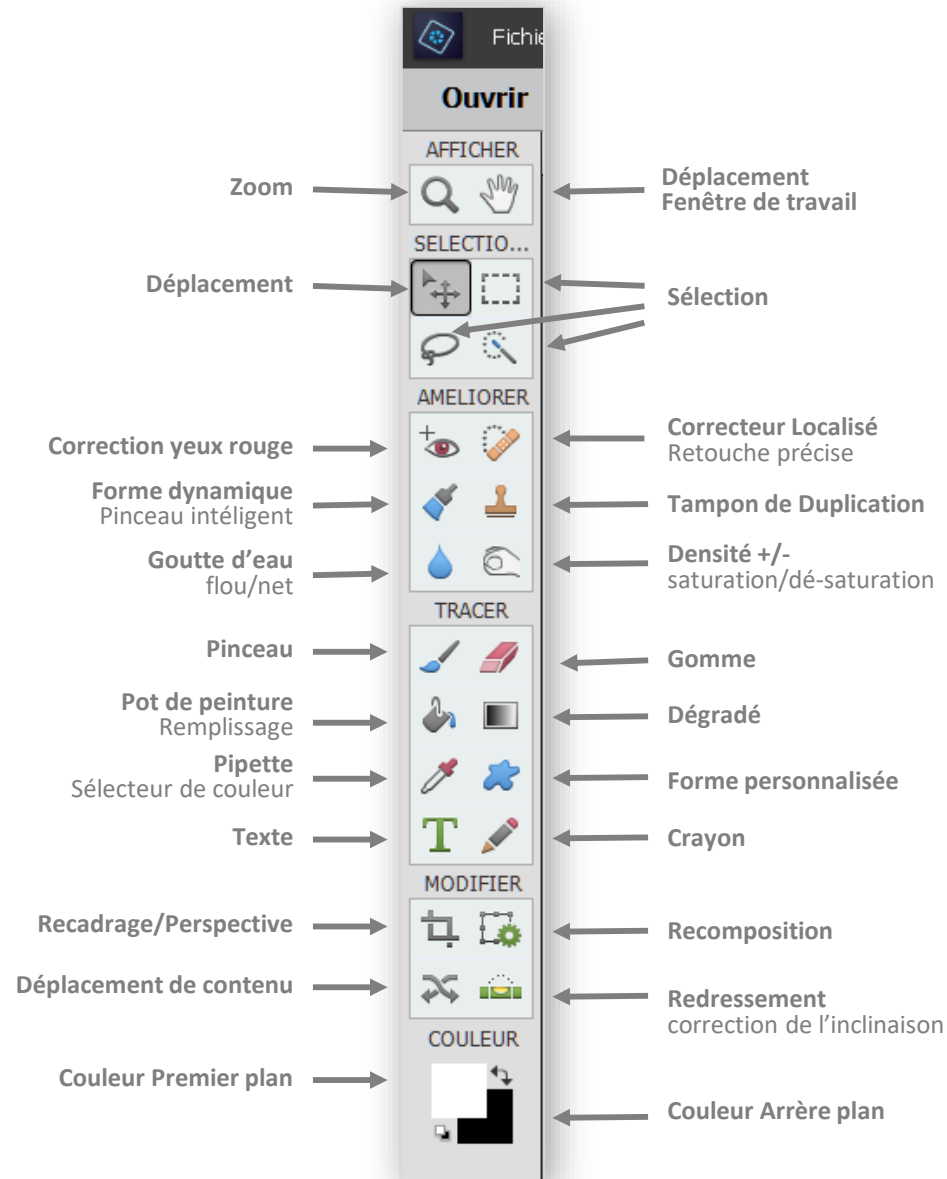 Fichie
Ouvrir
AFFICHER
Zoom
Déplacement
Fenêtre de travail
SELECTIO...
Déplacement
Sélection
AMELIORER
Correction yeux rouge
Correcteur Localisé
Retouche précise
Forme dynamique
Pinceau intéligent
Tampon de Duplication
Goutte d'eau
flou/net
Densité +/-
saturation/dé-saturation
TRACER
Pinceau
Gomme
Pot de peinture
Remplissage
Dégradé
Pipette
Sélecteur de couleur
Forme personnalisée
Texte
Crayon
MODIFIER
Recadrage/Perspective
Recomposition
Déplacement de contenu
Redressement
correction de l'inclinaison
COULEUR
Couleur Premier plan
Couleur Arrère plan